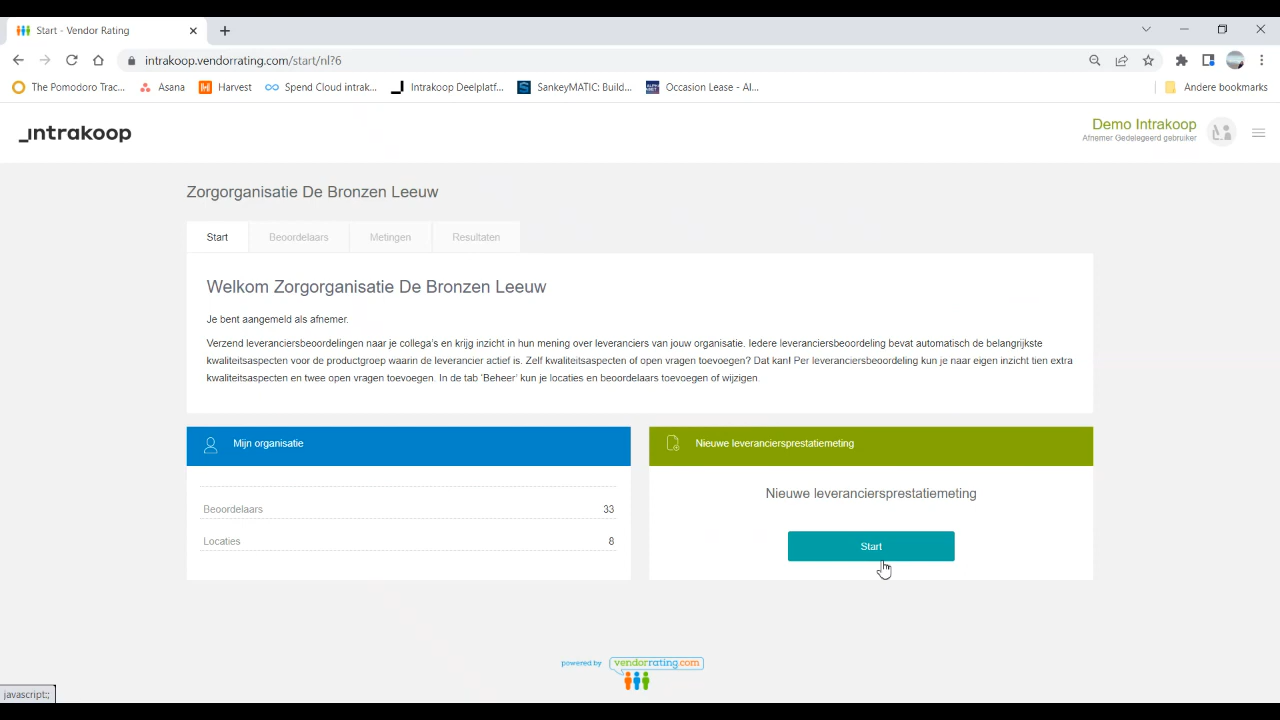 Start - Vendor Rating
intrakoop.vendorrating.com/start/nl?6
The Pomodoro Trac... Asana Harvest Spend Cloud intrak... Intrakoop Deelplatf... SankeyMATIC: Build... Occasion Lease - Al... Andere bookmarks
_intrakoop
Demo Intrakoop
Afnemer Gedelegeerd gebruiker
Zorgorganisatie De Bronzen Leeuw
Start Beoordelaars Metingen Resultaten
Welkom Zorgorganisatie De Bronzen Leeuw
Je bent aangemeld als afnemer.
Verzend leveranciersbeoordelingen naar je collega's en krijg inzicht in hun mening over leveranciers van jouw organisatie. Iedere leveranciersbeoordeling bevat automatisch de belangrijkste
kwaliteitsaspecten voor de productgroep waarin de leverancier actief is. Zelf kwaliteitsaspecten of open vragen toevoegen? Dat kan! Per leveranciersbeoordeling kun je naar eigen inzicht tien extra
kwaliteitsaspecten en twee open vragen toevoegen. In de tab 'Beheer' kun je locaties en beoordelaars toevoegen of wijzigen.
Mijn organisatie
Beoordelaars 33
Locaties 8
Nieuwe leveranciersprestatiemeting
Nieuwe leveranciersprestatiemeting
Start
powered by vendorrating.com
javascript:;